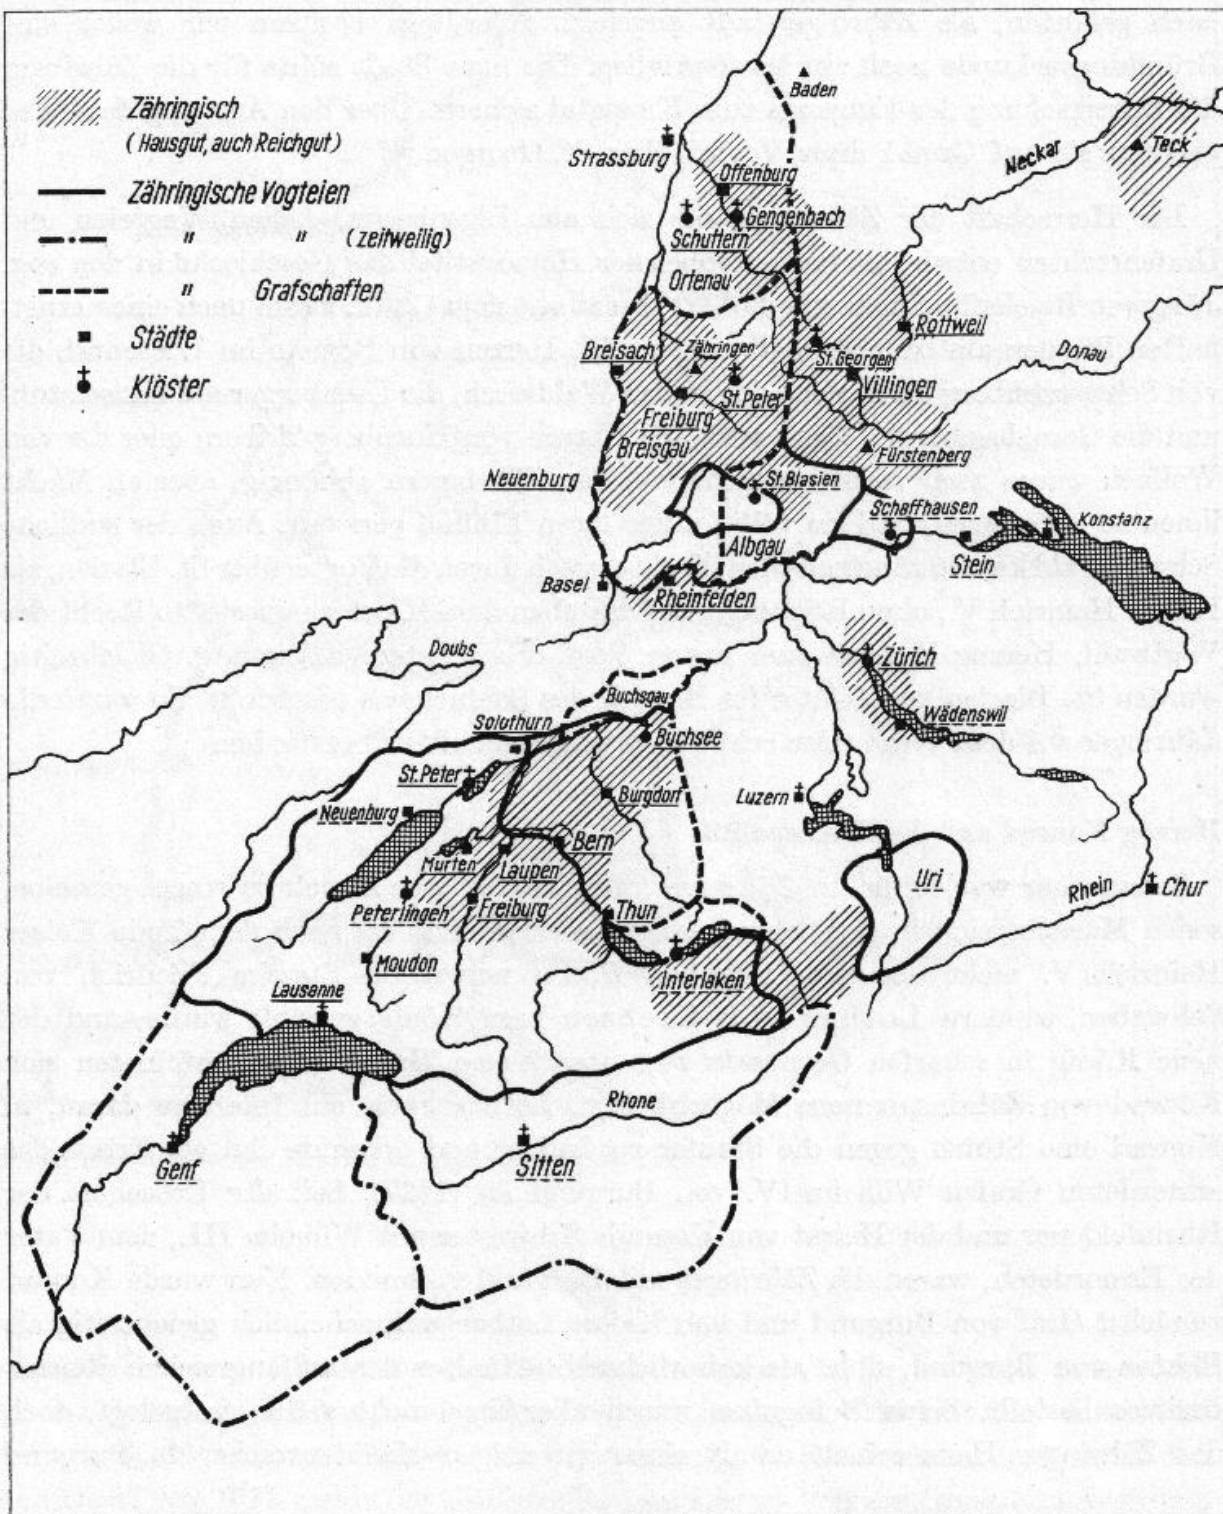 Zähringisch
(Hausgut, auch Reichgut)
Zähringische Vogteien
" " (zeitweilig)
" Grafschaften
Städte
Klöster
Baden
Strassburg
Teck
Neckar
Offenburg
Gengenbach
Schuttern
Ortenau
Rottweil
Zähringen
Breisach
St. Georgen
Donau
Villingen
St. Peter
Freiburg
Breisgau
Fürstenberg
Neuenburg
St. Blasien
Schaffhausen
Konstanz
Albgau
Stein
Basel
Rheinfelden
Doubs
Zürich
Buchsgau
Wädenswil
Solothurn
Buchsee
St. Peter
Burgdorf
Luzern
Neuenburg
Bern
Murten
Laupen
Uri
Rhein
Chur
Peterlingen
Freiburg
Thun
Moudon
Interlaken
Lausanne
Rhone
Genf
Sitten